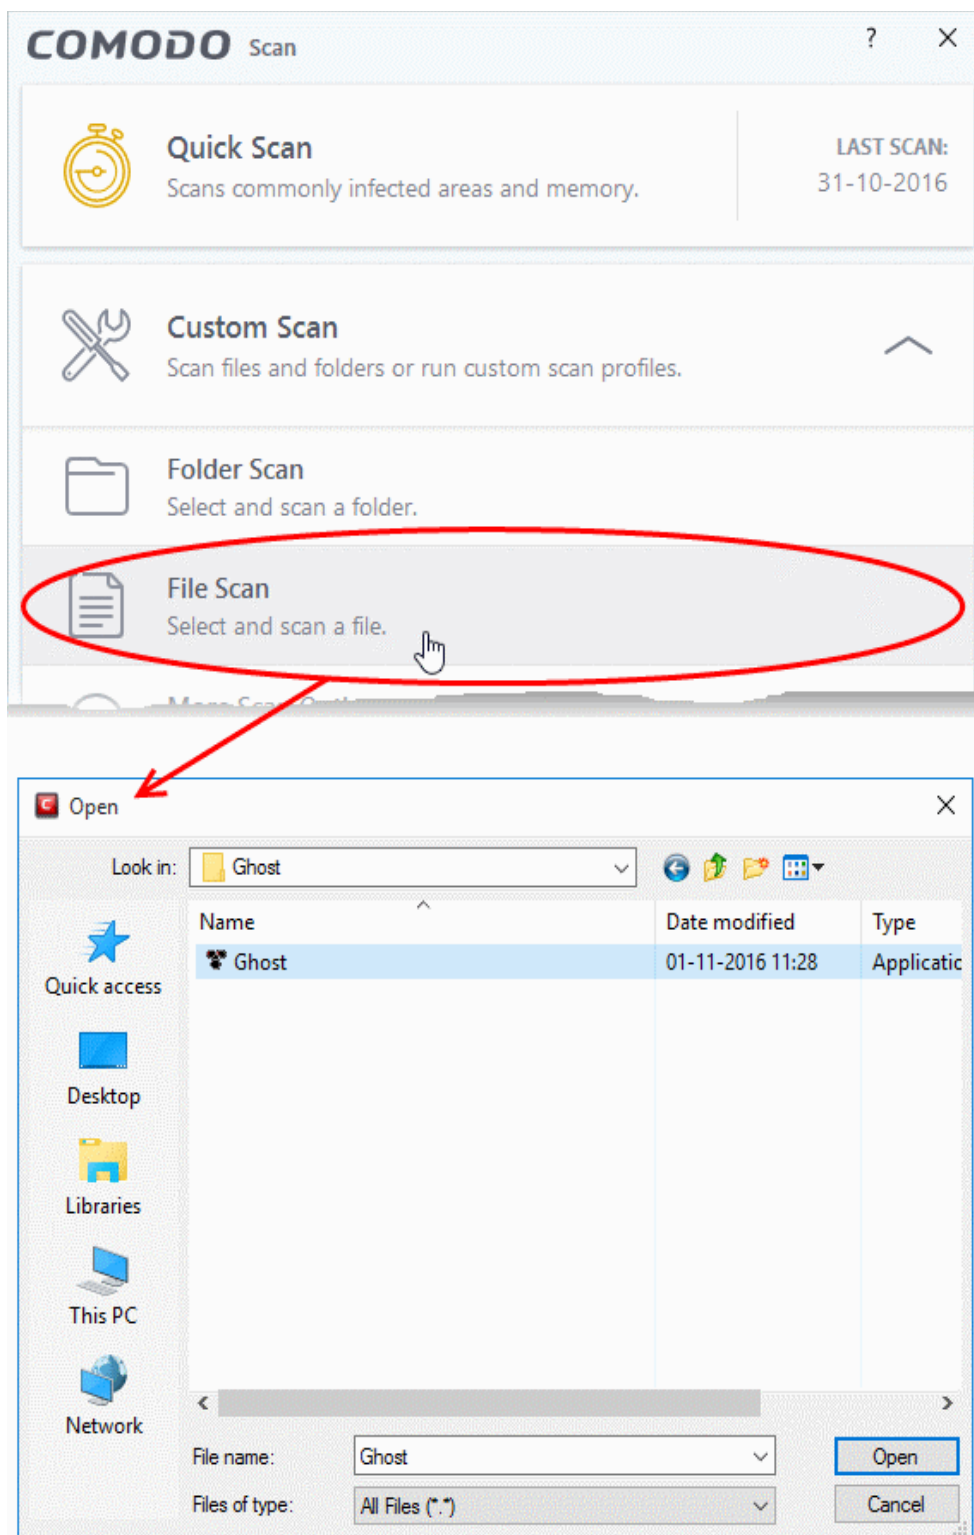 COMODO Scan ?
Quick Scan
Scans commonly infected areas and memory.
LAST SCAN:
31-10-2016
Custom Scan
Scan files and folders or run custom scan profiles.
Folder Scan
Select and scan a folder.
File Scan
Select and scan a file.
More Scan
C Open
Look in: Ghost
Name Date modified Type
Ghost 01-11-2016 11:28 Applicatic
Quick access
Desktop
Libraries
This PC
Network
File name: Ghost Open
Files of type: All Files (*.*) Cancel